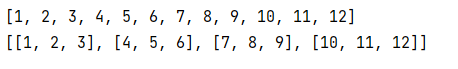 [1, 2, 3, 4, 5, 6, 7, 8, 9, 10, 11, 12]
[[1, 2, 3], [4, 5, 6], [7, 8, 9], [10, 11, 12]]